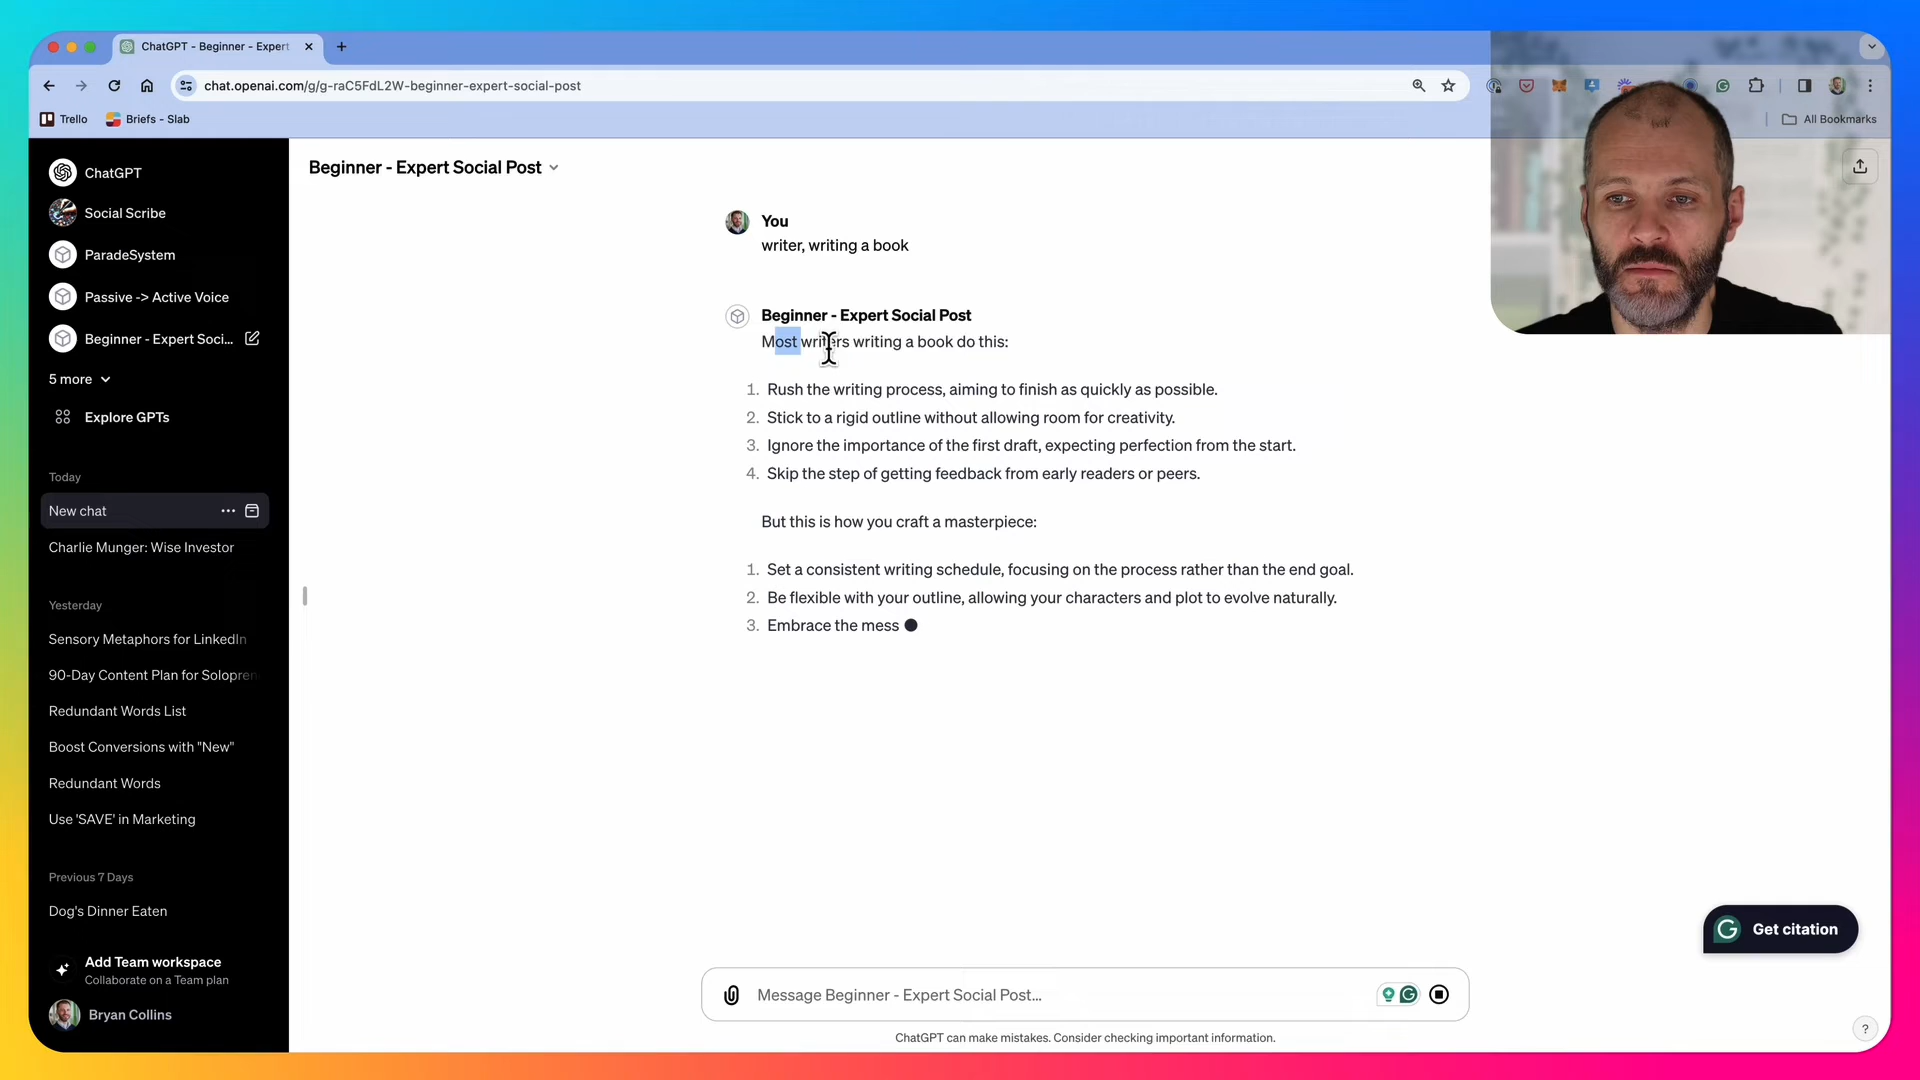 ChatGPT - Beginner - Expert
chat.openai.com/g/g-raC5FdL2W-beginner-expert-social-post
Trello
Briefs - Slab
All Bookmarks
ChatGPT
Social Scribe
ParadeSystem
Passive -> Active Voice
Beginner - Expert Soci...
5 more
Explore GPTs
Today
New chat
Charlie Munger: Wise Investor
Yesterday
Sensory Metaphors for LinkedIn
90-Day Content Plan for Solopren
Redundant Words List
Boost Conversions with "New"
Redundant Words
Use 'SAVE' in Marketing
Previous 7 Days
Dog's Dinner Eaten
Add Team workspace
Collaborate on a Team plan
Bryan Collins
Beginner - Expert Social Post
You
writer, writing a book
Beginner - Expert Social Post
Most writers writing a book do this:
1. Rush the writing process, aiming to finish as quickly as possible.
2. Stick to a rigid outline without allowing room for creativity.
3. Ignore the importance of the first draft, expecting perfection from the start.
4. Skip the step of getting feedback from early readers or peers.
But this is how you craft a masterpiece:
1. Set a consistent writing schedule, focusing on the process rather than the end goal.
2. Be flexible with your outline, allowing your characters and plot to evolve naturally.
3. Embrace the mess
Get citation
Message Beginner - Expert Social Post...
ChatGPT can make mistakes. Consider checking important information.
?